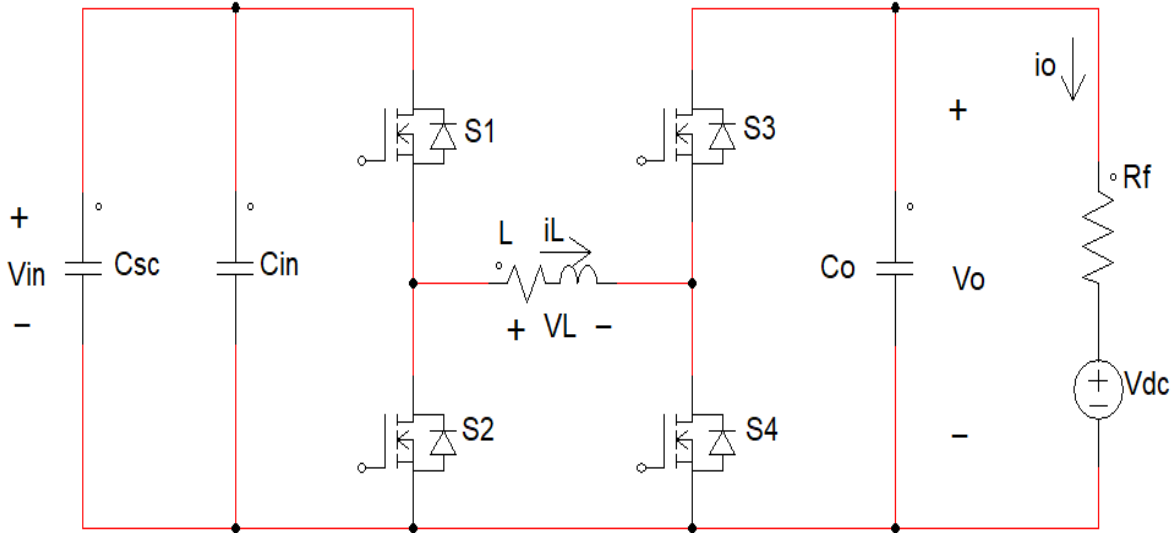 io
+
S1
S3
+
Rf
L
iL
Vin
Csc
Cin
Co
Vo
–
+
VL
–
+
–
Vdc
S2
S4
–